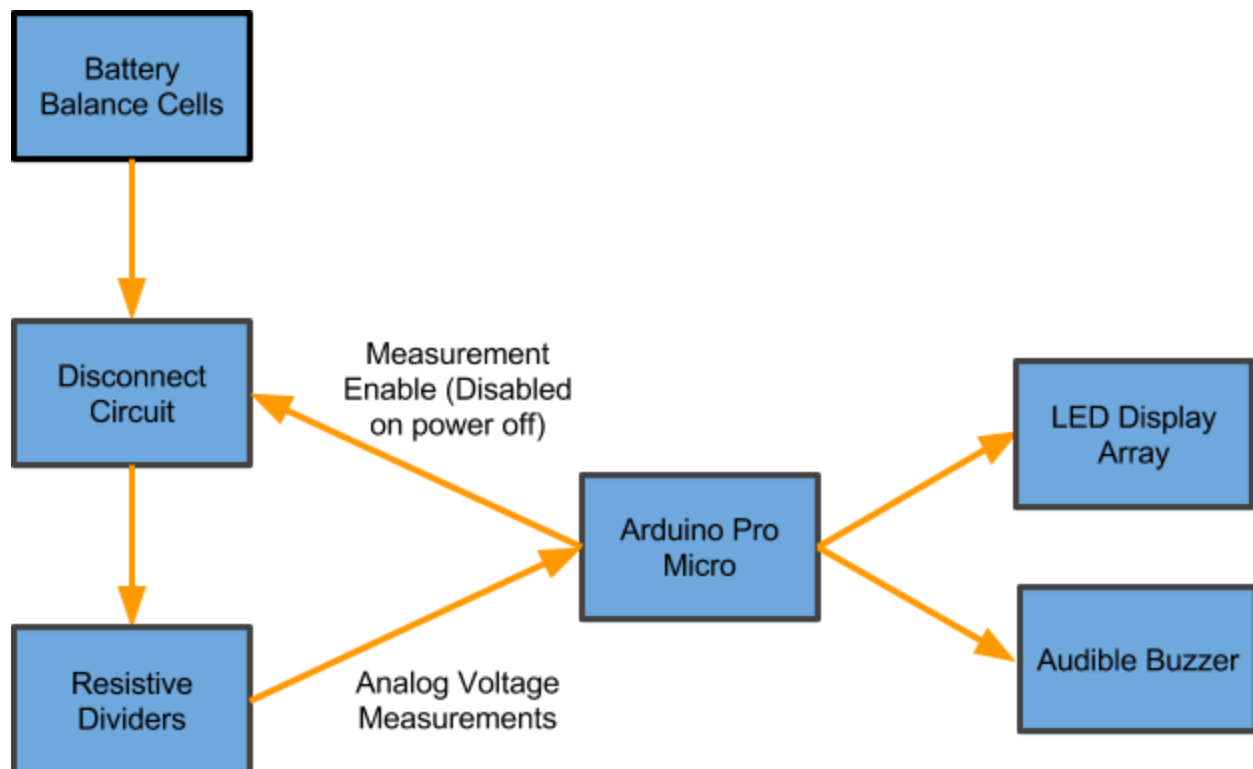 Battery
Balance Cells
Disconnect
Circuit
Measurement
Enable (Disabled
on power off)
Resistive
Dividers
Analog Voltage
Measurements
Arduino Pro
Micro
LED Display
Array
Audible Buzzer